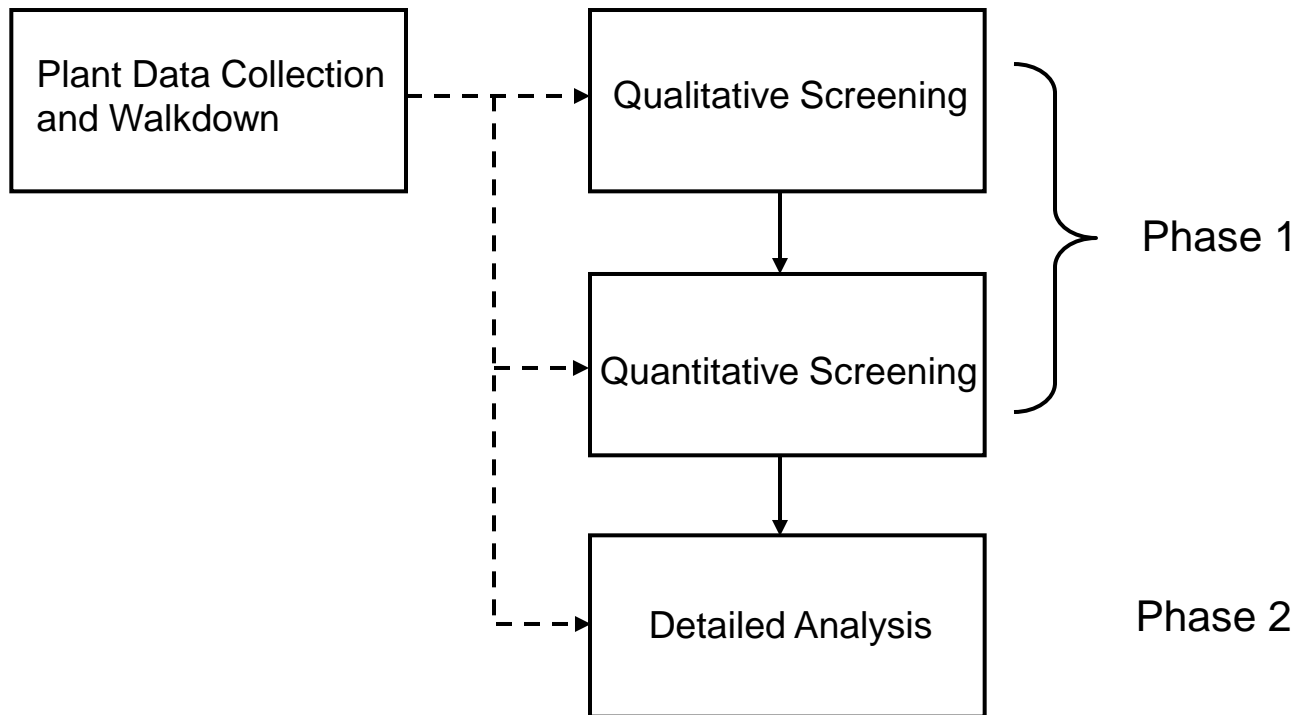 Plant Data Collection
and Walkdown
Qualitative Screening
Phase 1
Quantitative Screening
Detailed Analysis
Phase 2